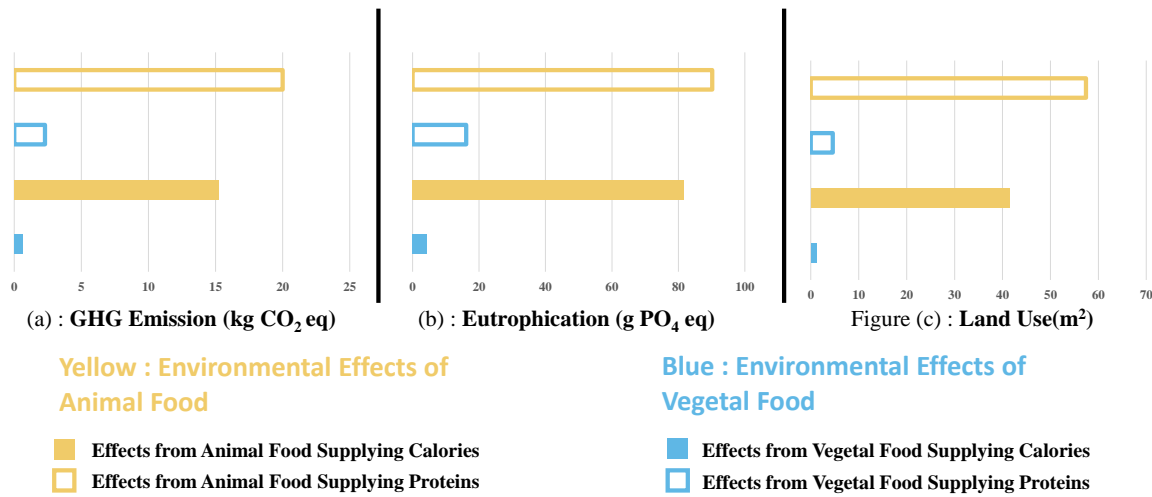 0 5 10 15 20 25
0 20 40 60 80 100
0 10 20 30 40 50 60 70
(a) : GHG Emission (kg CO₂ eq)
(b) : Eutrophication (g PO₄ eq)
Figure (c) : Land Use(m²)
Yellow : Environmental Effects of
Animal Food
Effects from Animal Food Supplying Calories
Effects from Animal Food Supplying Proteins
Blue : Environmental Effects of
Vegetal Food
Effects from Vegetal Food Supplying Calories
Effects from Vegetal Food Supplying Proteins